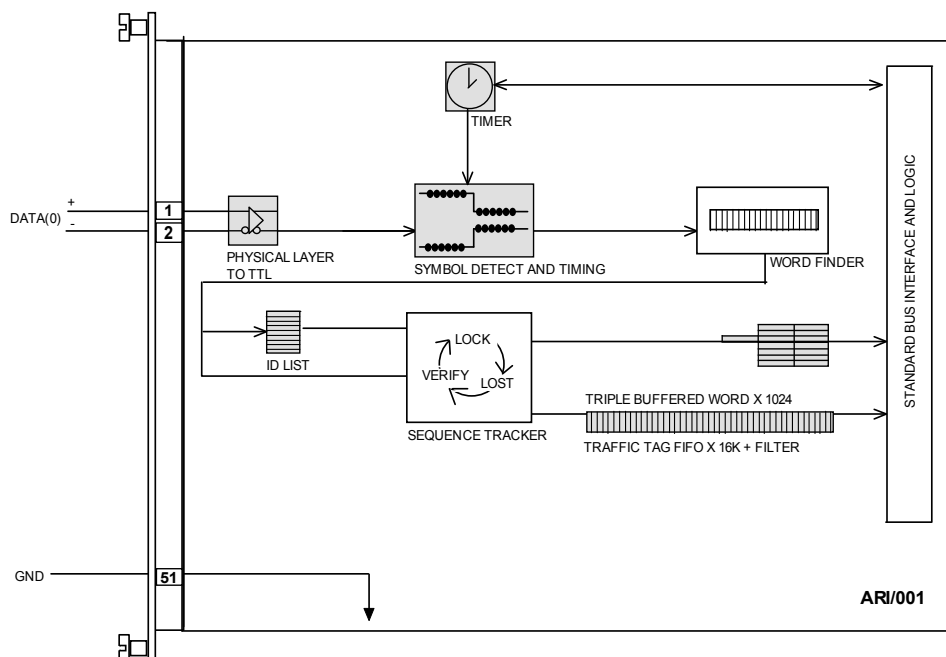 TIMER
+
DATA(0)
-
1
2
PHYSICAL LAYER
TO TTL
SYMBOL DETECT AND TIMING
WORD FINDER
STANDARD BUS INTERFACE AND LOGIC
ID LIST
LOCK
VERIFY
LOST
SEQUENCE TRACKER
TRIPLE BUFFERED WORD X 1024
TRAFFIC TAG FIFO X 16K + FILTER
GND
51
ARI/001